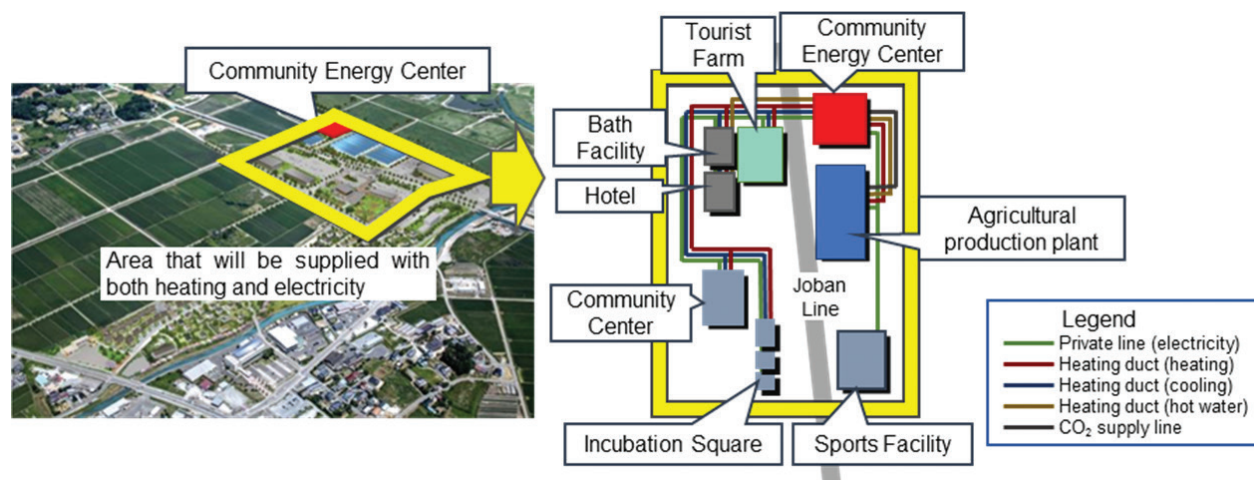 Community Energy Center
Area that will be supplied with
both heating and electricity
Tourist
Farm
Community
Energy Center
Bath
Facility
Hotel
Agricultural
production plant
Community
Center
Joban
Line
Incubation Square
Sports Facility
Legend
Private line (electricity)
Heating duct (heating)
Heating duct (cooling)
Heating duct (hot water)
CO₂ supply line